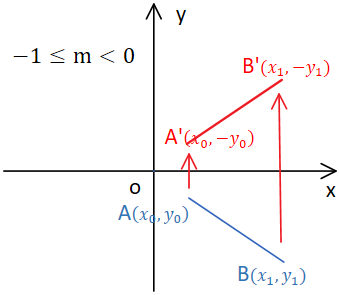 y
−1 ≤ m < 0
B'(x₁, −y₁)
A'(x₀, −y₀)
o
x
A(x₀, y₀)
B(x₁, y₁)